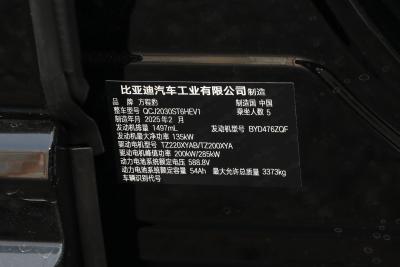 比亚迪汽车工业有限公司 制造
品牌 方程豹 制造国 中国
整车型号 QCJ2030ST6HEV1 乘坐人数 5
制造年月 2025年2月
发动机排量 1497mL 发动机型号 BYD476ZQF
发动机最大净功率 135kW
驱动电机型号 TZ220XYAB/TZ200XYA
驱动电机峰值功率 200kW/285kW
动力电池系统额定电压 588.8V
动力电池系统额定容量 54Ah 最大允许总质量 3373kg
车辆识别代号